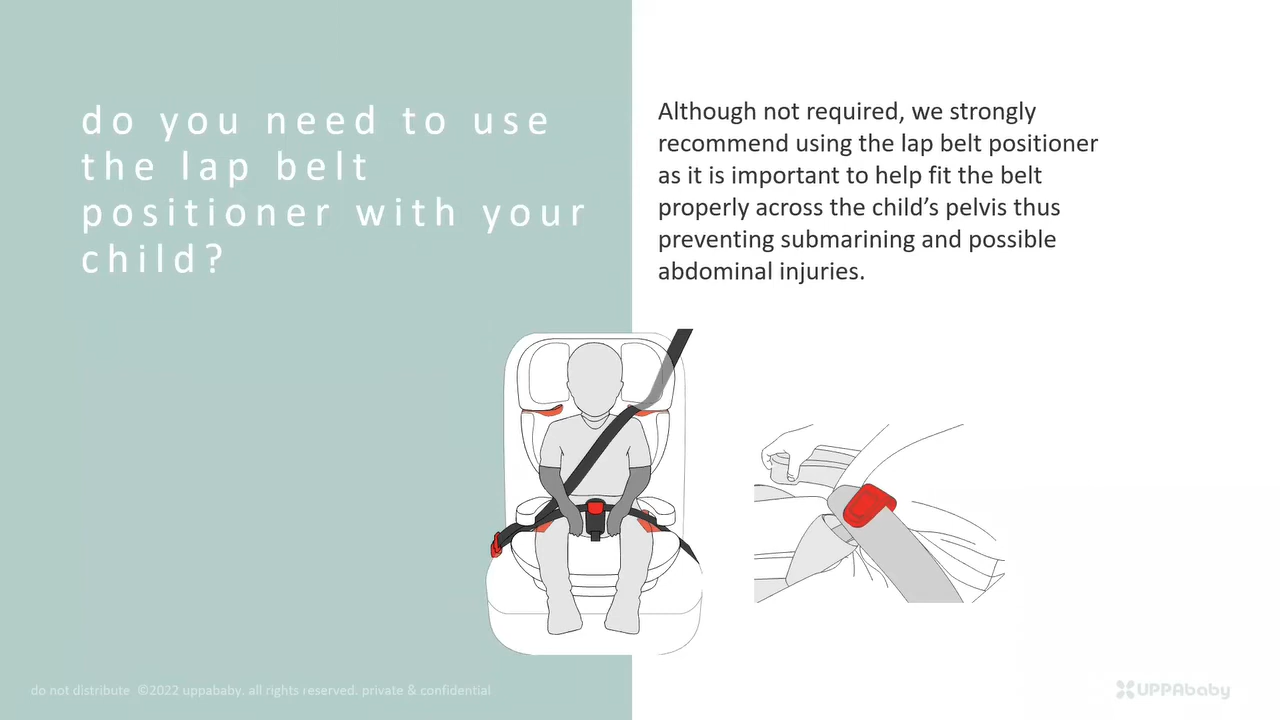 do you need to use
the lap belt
positioner with your
child?
Although not required, we strongly
recommend using the lap belt positioner
as it is important to help fit the belt
properly across the child’s pelvis thus
preventing submarining and possible
abdominal injuries.
do not distribute ©2022 uppababy. all rights reserved. private & confidential
UPPAbaby